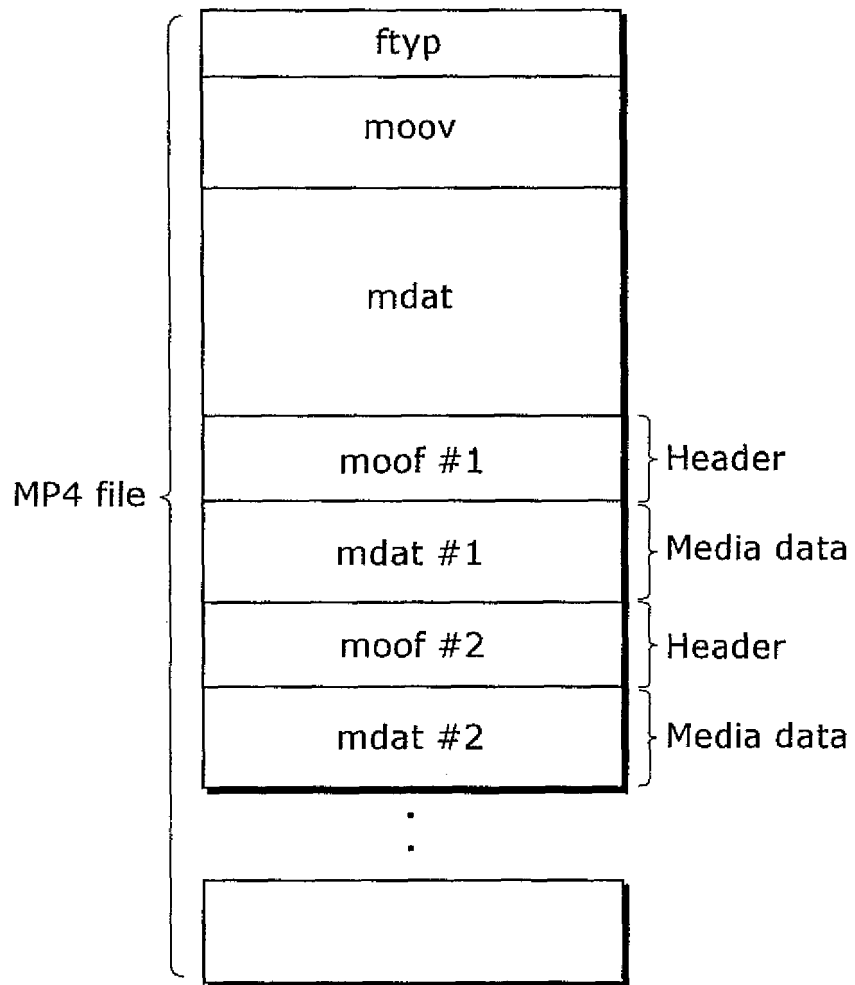 ftyp
moov
mdat
moof #1
Header
MP4 file
mdat #1
Media data
moof #2
Header
mdat #2
Media data